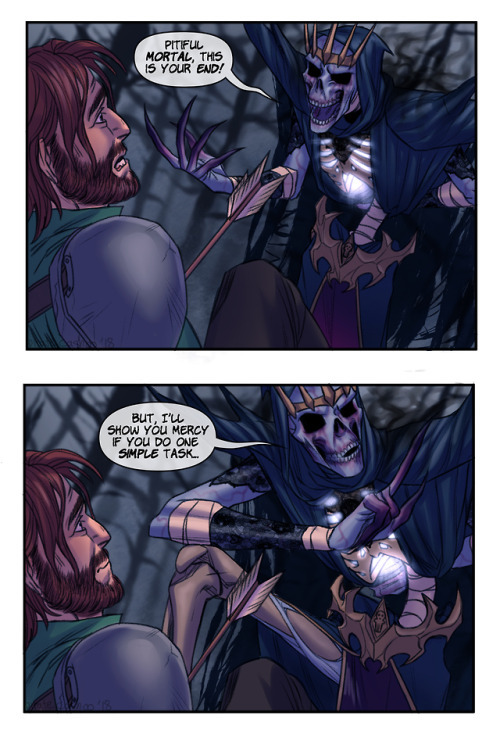 PITIFUL
MORTAL, THIS
IS YOUR END!
BUT, I'LL
SHOW YOU MERCY
IF YOU DO ONE
SIMPLE TASK...